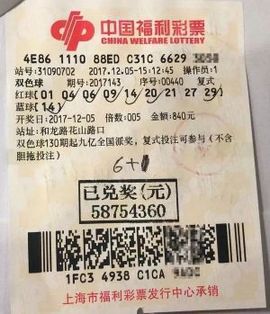 中国福利彩票
CHINA WELFARE LOTTERY
4E86 1110 88ED C31C 6629
站号:31090702 2017.12.05-15:12:45 操作员:1
双色球 期号:2017143 序号:00440 复式
红球(01 04 06 09 14 20 21 27 29)
蓝球(14)
开奖日:2017-12-05 倍数:005 金额:840元
站址:和龙路花山路口
双色球130期起九亿全国派奖,复式投注可参与(不含
胆拖投注)
6+1
已兑奖(元)
58754360
1FC3 4938 C1CA
上海市福利彩票发行中心承销